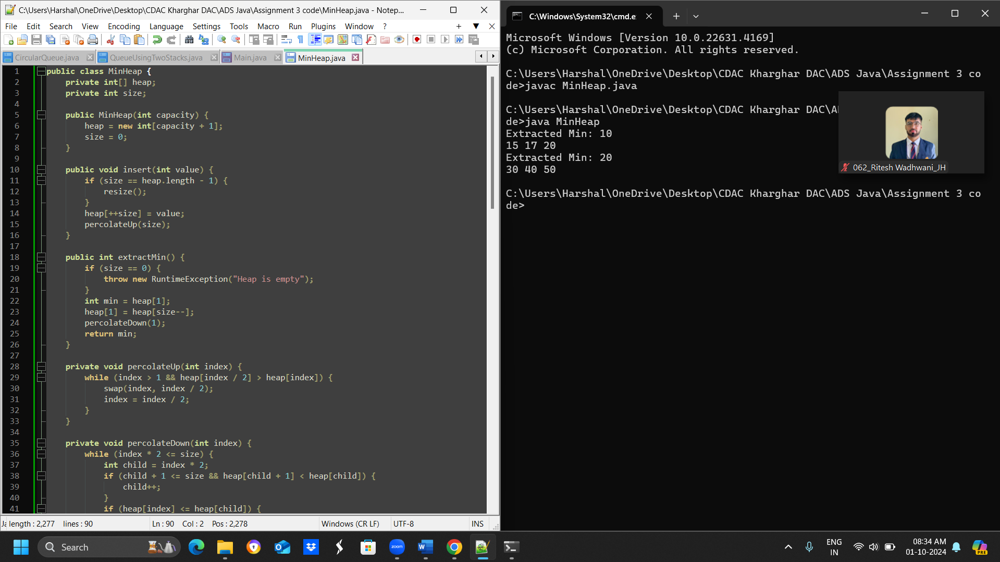 C:\Users\Harshal\OneDrive\Desktop\CDAC Kharghar DAC\ADS Java\Assignment 3 code\MinHeap.java - Notep...
File Edit Search View Encoding Language Settings Tools Macro Run Plugins Window ? + ▼ X
CircularQueue.java QueueUsingTwoStacks.java Main.java MinHeap.java
1 public class MinHeap {
2     private int[] heap;
3     private int size;
4
5     public MinHeap(int capacity) {
6         heap = new int[capacity + 1];
7         size = 0;
8     }
9
10     public void insert(int value) {
11         if (size == heap.length - 1) {
12             resize();
13         }
14         heap[++size] = value;
15         percolateUp(size);
16     }
17
18     public int extractMin() {
19         if (size == 0) {
20             throw new RuntimeException("Heap is empty");
21         }
22         int min = heap[1];
23         heap[1] = heap[size--];
24         percolateDown(1);
25         return min;
26     }
27
28     private void percolateUp(int index) {
29         while (index > 1 && heap[index / 2] > heap[index]) {
30             swap(index, index / 2);
31             index = index / 2;
32         }
33     }
34
35     private void percolateDown(int index) {
36         while (index * 2 <= size) {
37             int child = index * 2;
38             if (child + 1 <= size && heap[child + 1] < heap[child]) {
39                 child++;
40             }
41             if (heap[index] <= heap[child]) {
length : 2,277 lines : 90 Ln : 90 Col : 2 Pos : 2,278 Windows (CR LF) UTF-8 INS
C:\Windows\System32\cmd.e
Microsoft Windows [Version 10.0.22631.4169]
(c) Microsoft Corporation. All rights reserved.
C:\Users\Harshal\OneDrive\Desktop\CDAC Kharghar DAC\ADS Java\Assignment 3 co
de>javac MinHeap.java
C:\Users\Harshal\OneDrive\Desktop\CDAC Kharghar DAC\A
de>java MinHeap
Extracted Min: 10
15 17 20
Extracted Min: 20
30 40 50
C:\Users\Harshal\OneDrive\Desktop\CDAC Kharghar DAC\ADS Java\Assignment 3 co
de>
062_Ritesh Wadhwani_JH
Search
zoom
W
ENG
IN
08:34 AM
01-10-2024
PRE